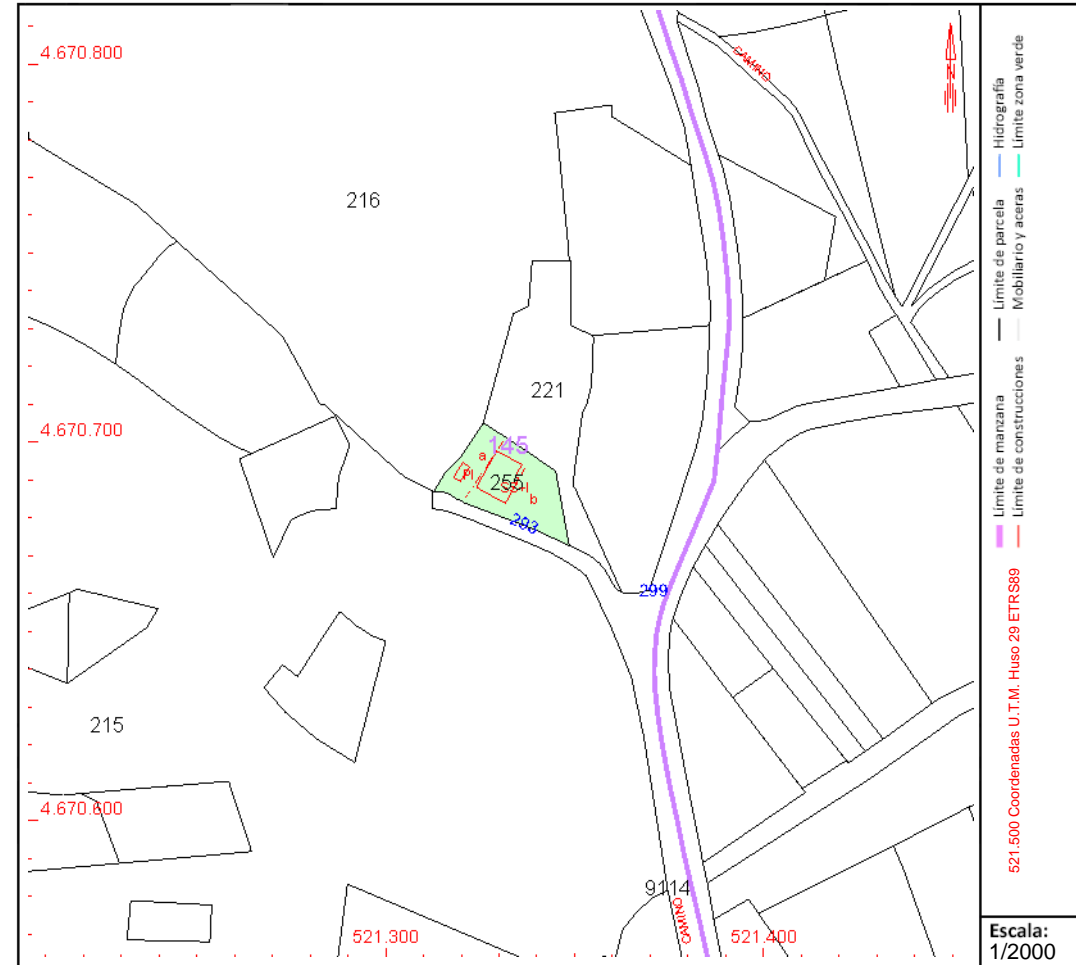 4.670.800
CAMINO
N
216
221
4.670.700
145
a
PI
255
b
293
299
215
4.670.600
9114
CAMINO
521.300
521.400
Hidrografía
Límite zona verde
Límite de parcela
Mobiliario y aceras
Límite de manzana
Límite de construcciones
521.500 Coordenadas U.T.M. Huso 29 ETRS89
Escala:
1/2000